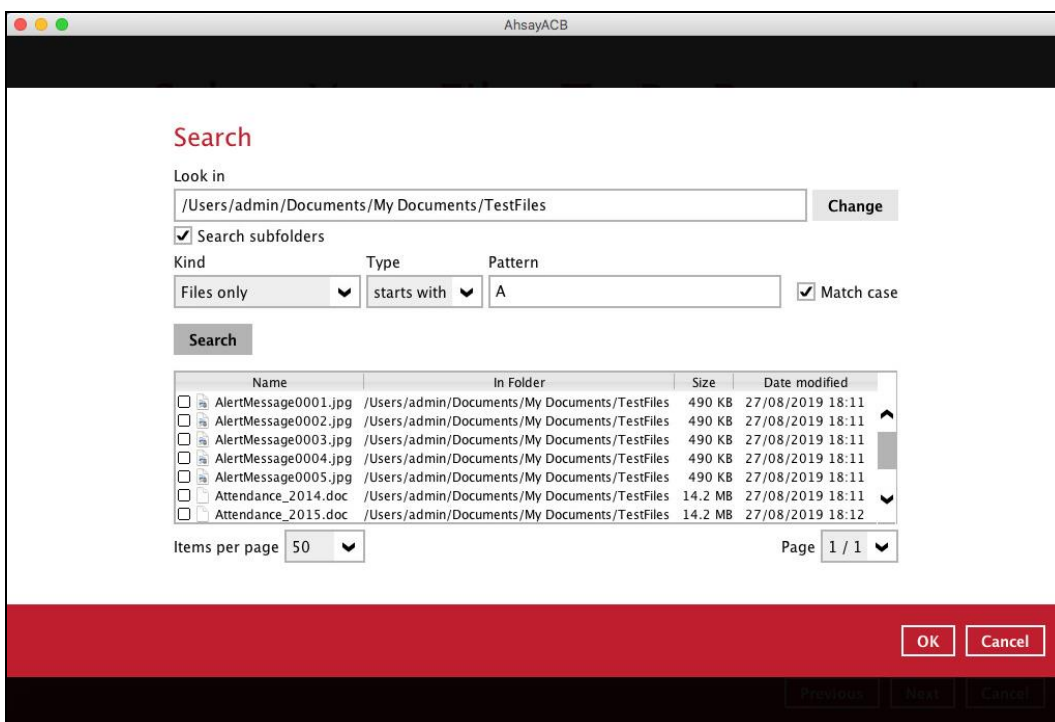 AhsayACB
Search
Look in
/Users/admin/Documents/My Documents/TestFiles
Change
Search subfolders
Kind Type Pattern
Files only starts with A Match case
Search
Name In Folder Size Date modified
AlertMessage0001.jpg /Users/admin/Documents/My Documents/TestFiles 490 KB 27/08/2019 18:11
AlertMessage0002.jpg /Users/admin/Documents/My Documents/TestFiles 490 KB 27/08/2019 18:11
AlertMessage0003.jpg /Users/admin/Documents/My Documents/TestFiles 490 KB 27/08/2019 18:11
AlertMessage0004.jpg /Users/admin/Documents/My Documents/TestFiles 490 KB 27/08/2019 18:11
AlertMessage0005.jpg /Users/admin/Documents/My Documents/TestFiles 490 KB 27/08/2019 18:11
Attendance_2014.doc /Users/admin/Documents/My Documents/TestFiles 14.2 MB 27/08/2019 18:11
Attendance_2015.doc /Users/admin/Documents/My Documents/TestFiles 14.2 MB 27/08/2019 18:12
Items per page 50 Page 1 / 1
OK Cancel
Previous Next Cancel